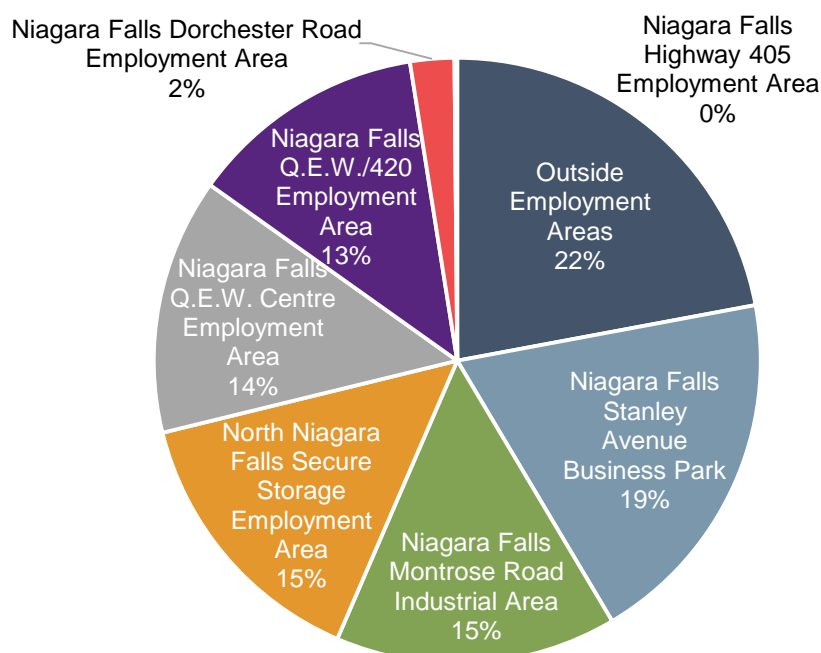 Niagara Falls Dorchester Road
Employment Area
2%
Niagara Falls
Highway 405
Employment Area
0%
Outside
Employment
Areas
22%
Niagara Falls
Stanley
Avenue
Business Park
19%
Niagara Falls
Montrose Road
Industrial Area
15%
North Niagara
Falls Secure
Storage
Employment
Area
15%
Niagara Falls
Q.E.W. Centre
Employment
Area
14%
Niagara Falls
Q.E.W./420
Employment
Area
13%